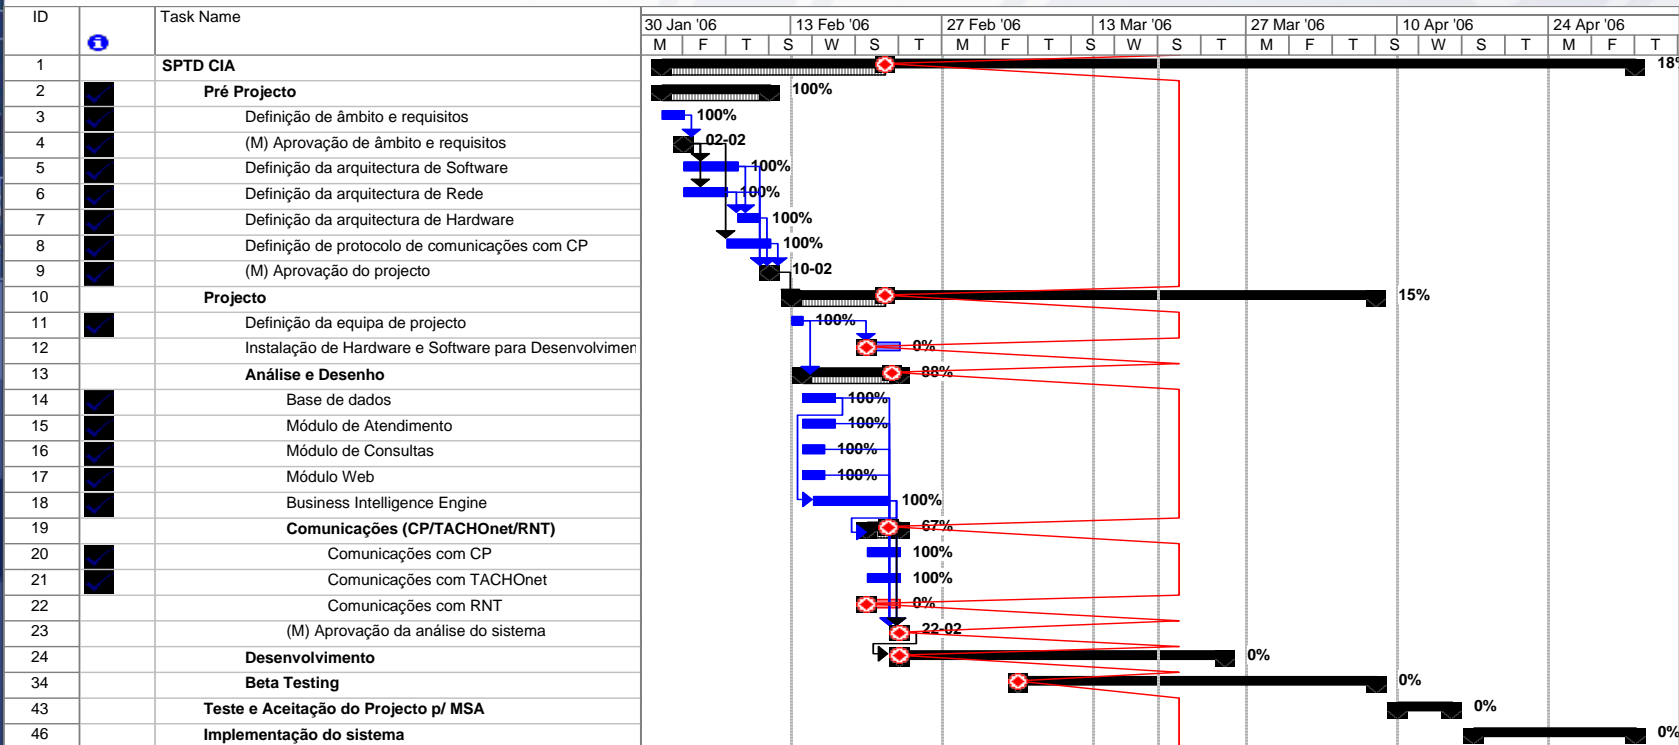 ID Task Name 30 Jan '06 13 Feb '06 27 Feb '06 13 Mar '06 27 Mar '06 10 Apr '06 24 Apr '06
M F T S W S T M F T S W S T M F T S W S T M F T
1 SPTD CIA 18%
2 Pré Projecto 100%
3 Definição de âmbito e requisitos 100%
4 (M) Aprovação de âmbito e requisitos 02-02
5 Definição da arquitectura de Software 100%
6 Definição da arquitectura de Rede 100%
7 Definição da arquitectura de Hardware 100%
8 Definição de protocolo de comunicações com CP 100%
9 (M) Aprovação do projecto 10-02
10 Projecto 15%
11 Definição da equipa de projecto 100%
12 Instalação de Hardware e Software para Desenvolvimen 0%
13 Análise e Desenho 88%
14 Base de dados 100%
15 Módulo de Atendimento 100%
16 Módulo de Consultas 100%
17 Módulo Web 100%
18 Business Intelligence Engine 100%
19 Comunicações (CP/TACHOnet/RNT) 67%
20 Comunicações com CP 100%
21 Comunicações com TACHOnet 100%
22 Comunicações com RNT 0%
23 (M) Aprovação da análise do sistema 22-02
24 Desenvolvimento 0%
34 Beta Testing 0%
43 Teste e Aceitação do Projecto p/ MSA 0%
46 Implementação do sistema 0%